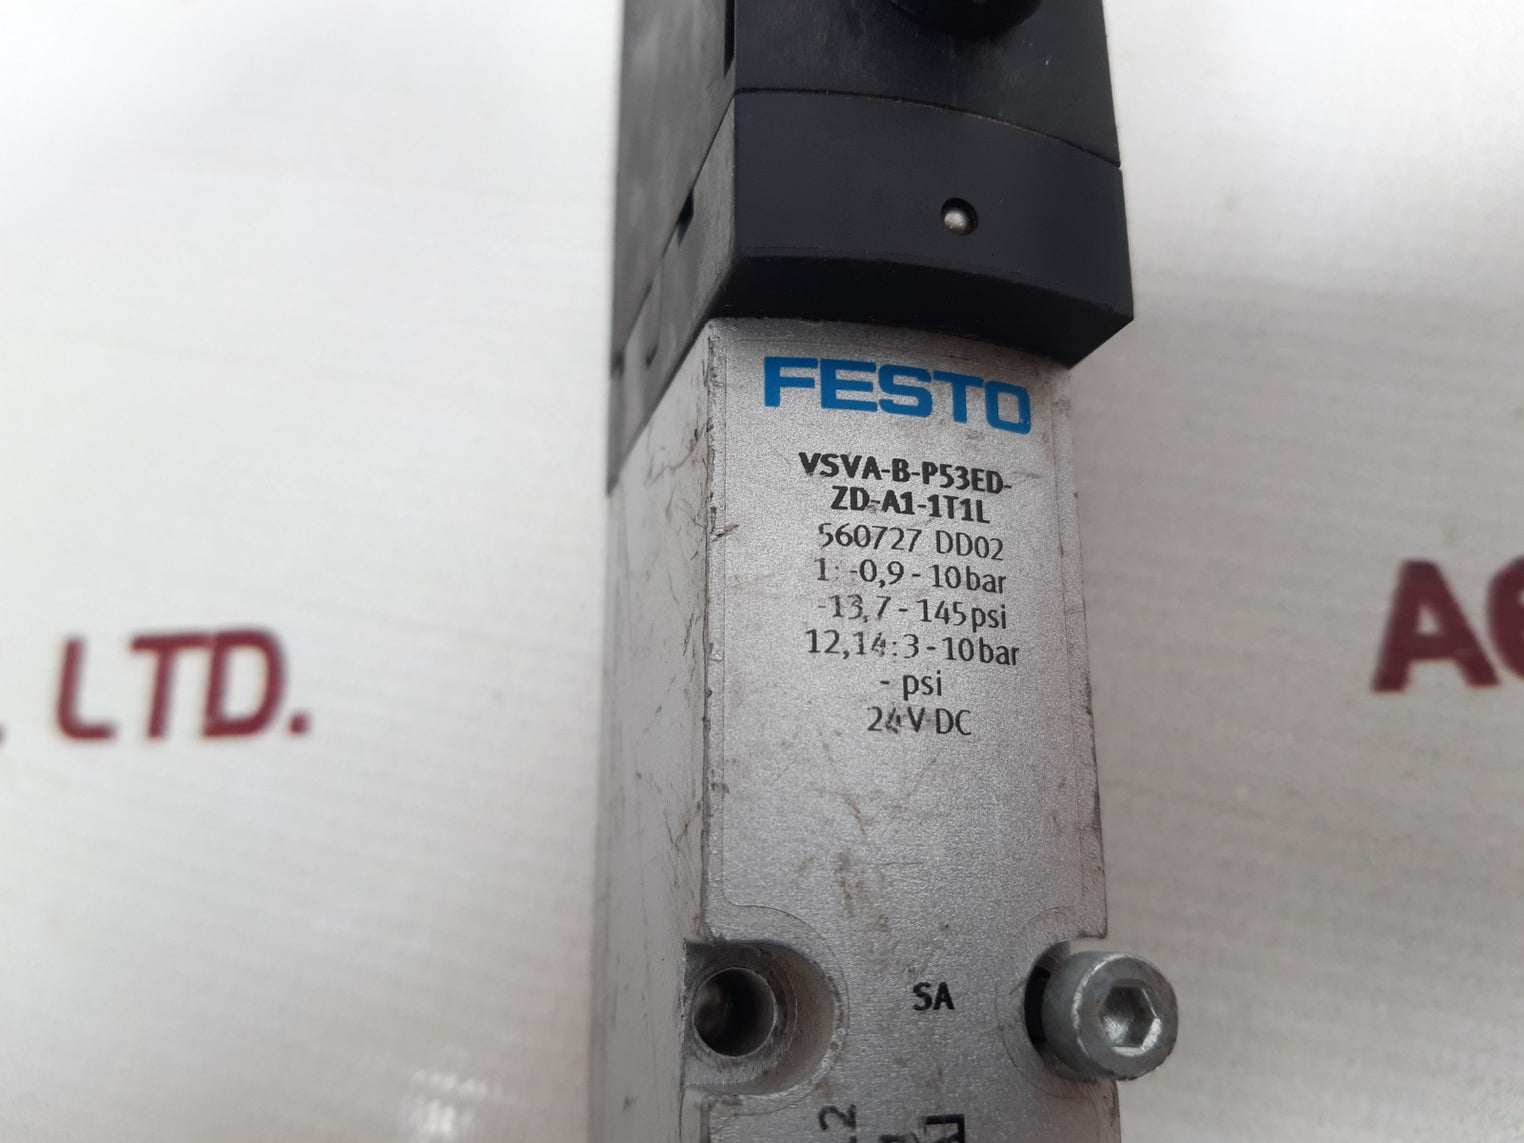 FESTO
VSVA-B-P53ED-
ZD-A1-1T1L
560727 DD02
1: -0,9 - 10 bar
-13,7 - 145 psi
12,14: 3 - 10 bar
- psi
24V DC
SA
LTD.